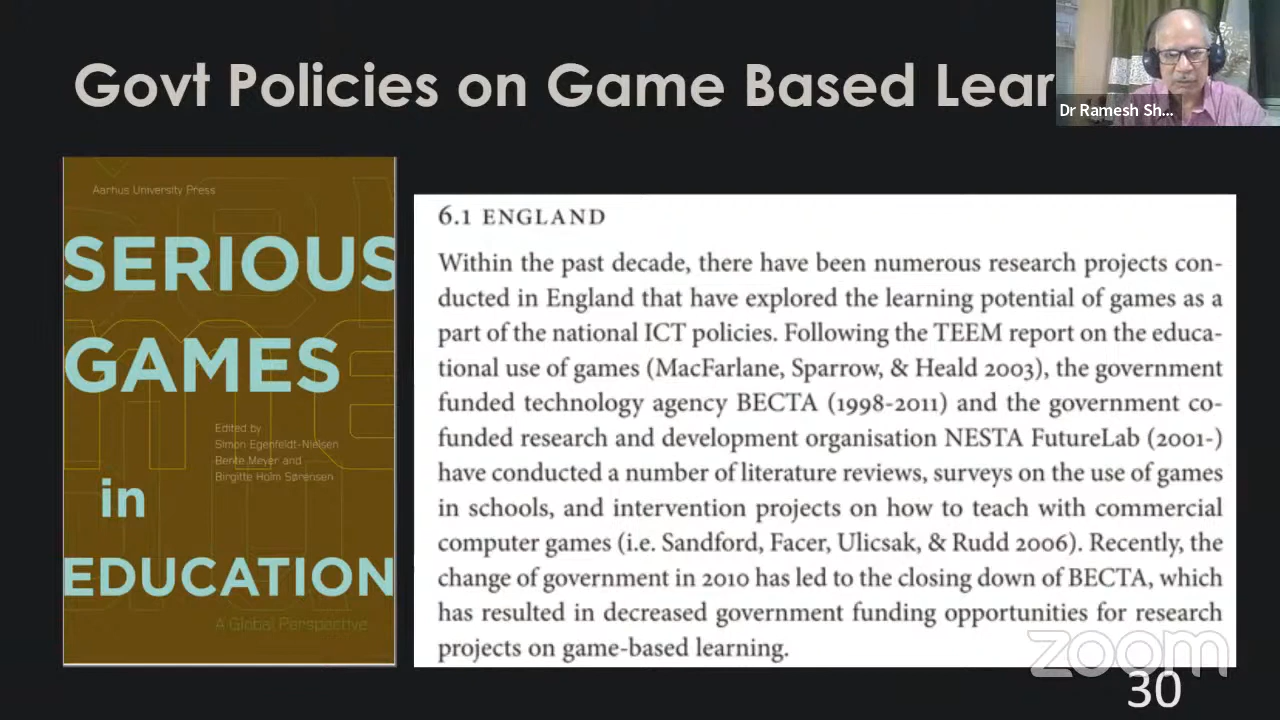 Govt Policies on Game Based Lear
Dr Ramesh Sh...
Aarhus University Press
SERIOUS
GAMES
Edited by
Simon Egenfeldt-Nielsen
Bente Meyer and
Birgitte Holm Sørensen
in
EDUCATION
A Global Perspective
6.1 ENGLAND
Within the past decade, there have been numerous research projects con-
ducted in England that have explored the learning potential of games as a
part of the national ICT policies. Following the TEEM report on the educa-
tional use of games (MacFarlane, Sparrow, & Heald 2003), the government
funded technology agency BECTA (1998-2011) and the government co-
funded research and development organisation NESTA FutureLab (2001-)
have conducted a number of literature reviews, surveys on the use of games
in schools, and intervention projects on how to teach with commercial
computer games (i.e. Sandford, Facer, Ulicsak, & Rudd 2006). Recently, the
change of government in 2010 has led to the closing down of BECTA, which
has resulted in decreased government funding opportunities for research
projects on game-based learning.
zoom
30